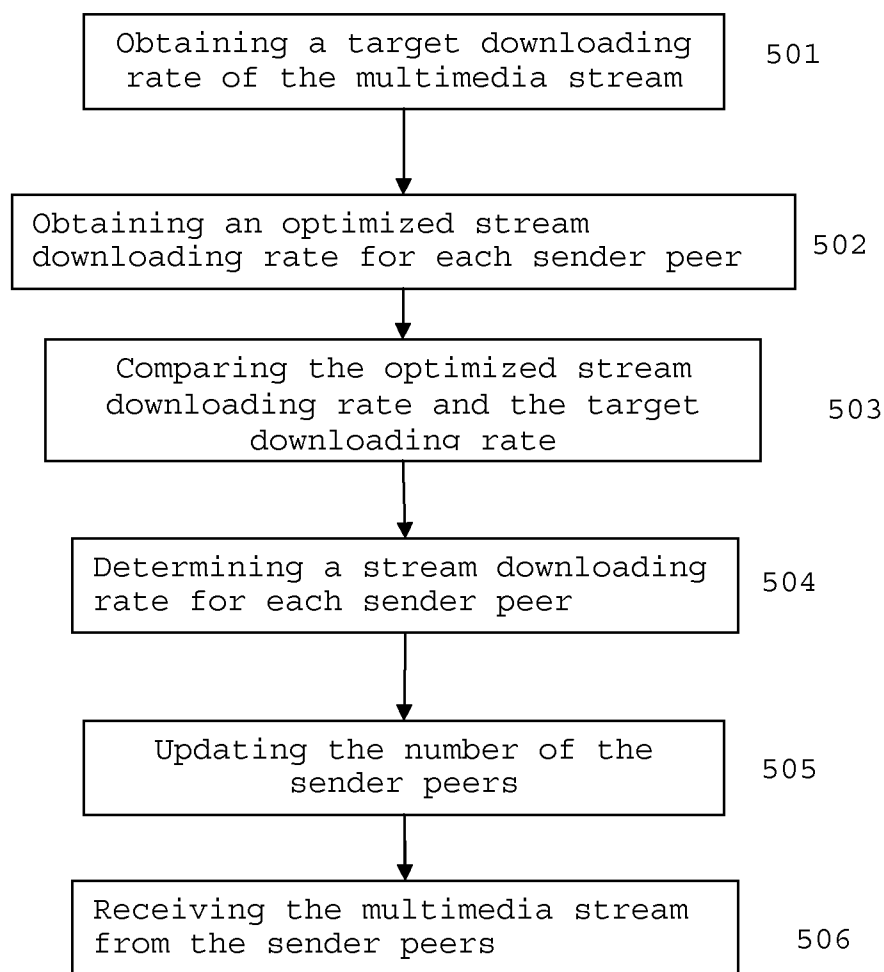 Obtaining a target downloading
rate of the multimedia stream
501
Obtaining an optimized stream
downloading rate for each sender peer
502
Comparing the optimized stream
downloading rate and the target
downloading rate
503
Determining a stream downloading
rate for each sender peer
504
Updating the number of the
sender peers
505
Receiving the multimedia stream
from the sender peers
506